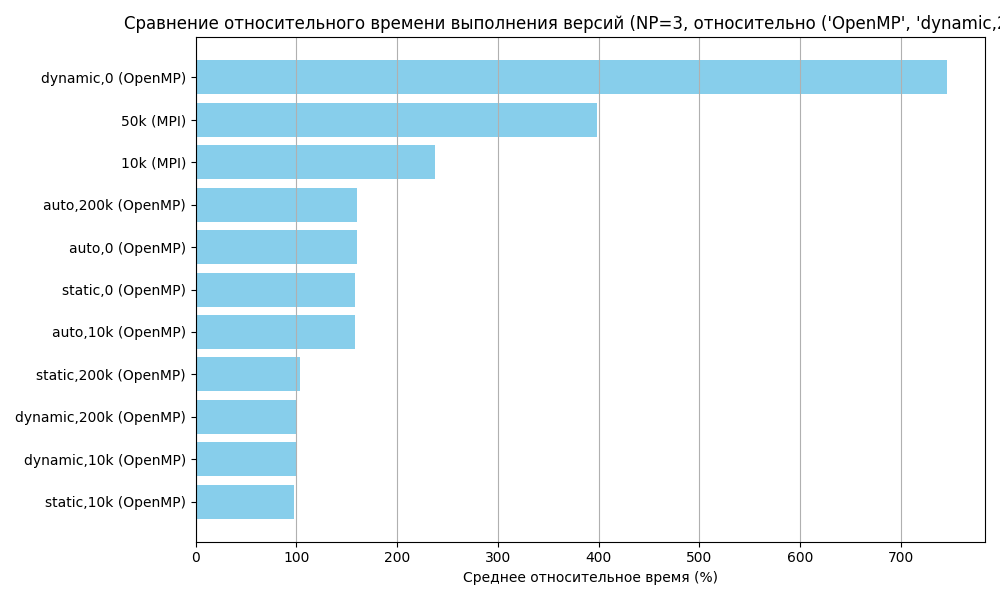 Сравнение относительного времени выполнения версий (NP=3, относительно ('OpenMP', 'dynamic,2
dynamic,0 (OpenMP)
50k (MPI)
10k (MPI)
auto,200k (OpenMP)
auto,0 (OpenMP)
static,0 (OpenMP)
auto,10k (OpenMP)
static,200k (OpenMP)
dynamic,200k (OpenMP)
dynamic,10k (OpenMP)
static,10k (OpenMP)
0 100 200 300 400 500 600 700
Среднее относительное время (%)